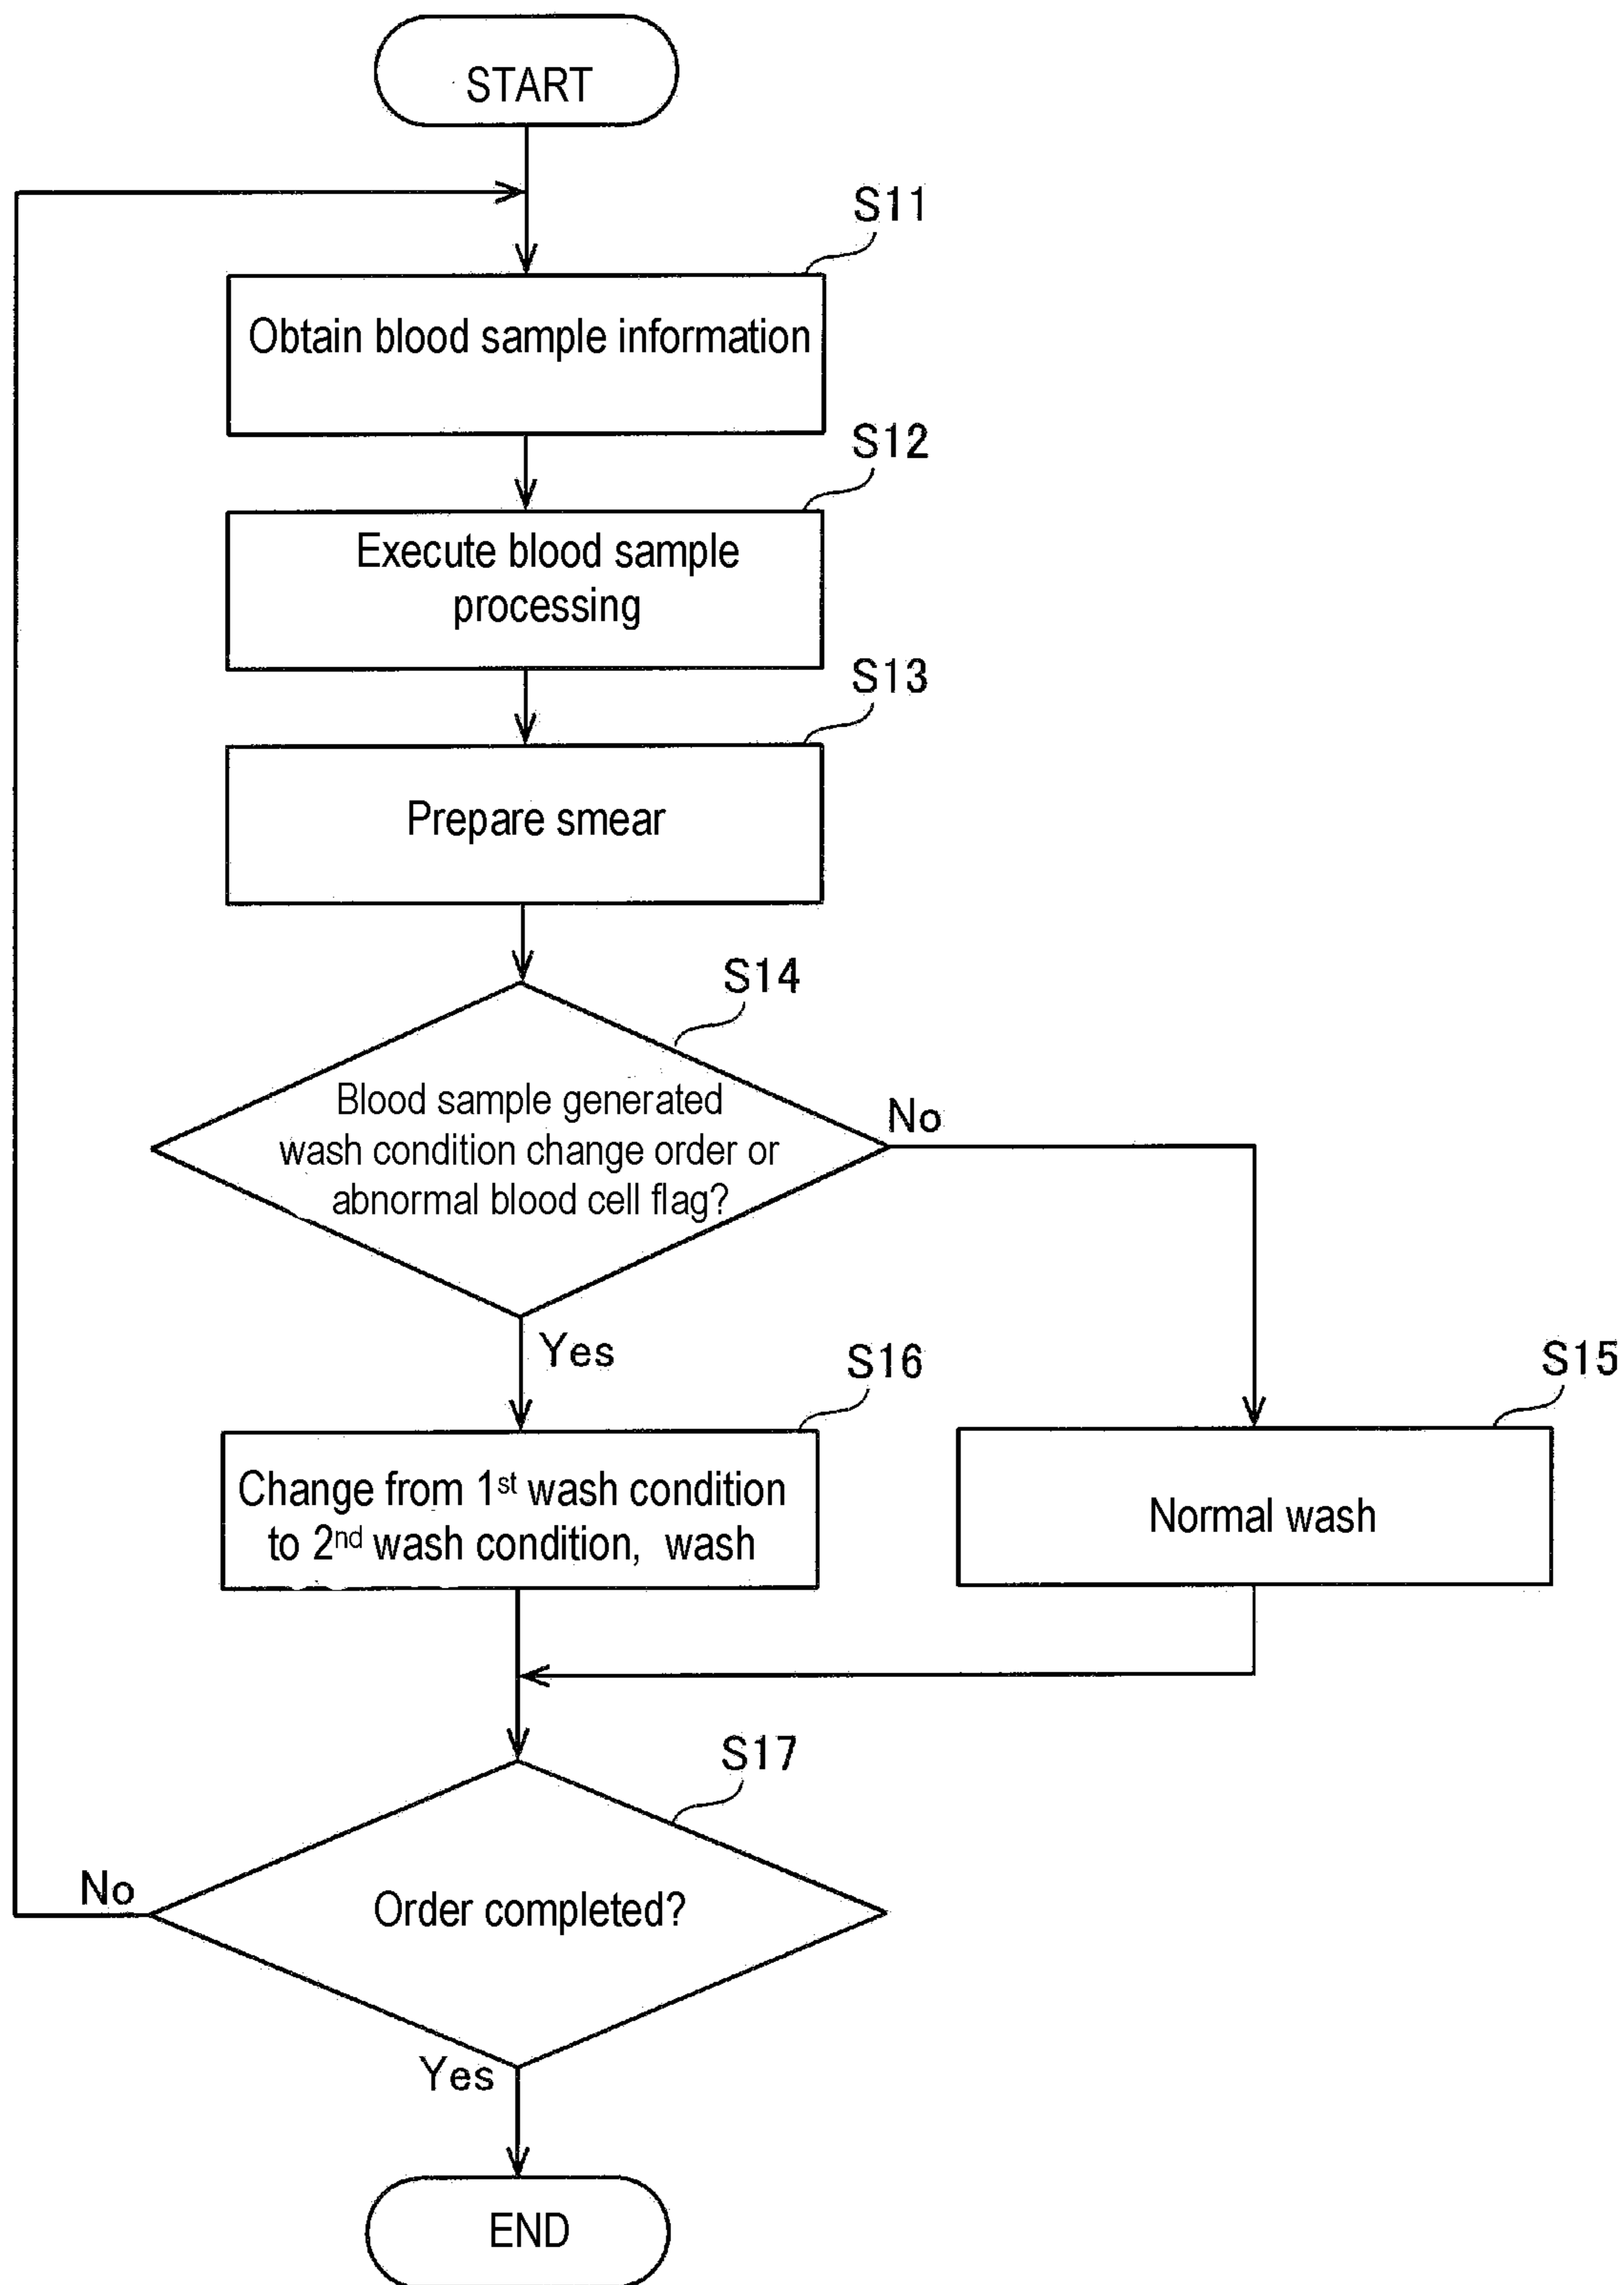 START
S11
Obtain blood sample information
S12
Execute blood sample
processing
S13
Prepare smear
S14
Blood sample generated
wash condition change order or
abnormal blood cell flag?
No
Yes
S16
Change from 1st wash condition
to 2nd wash condition, wash
S15
Normal wash
S17
Order completed?
No
Yes
END